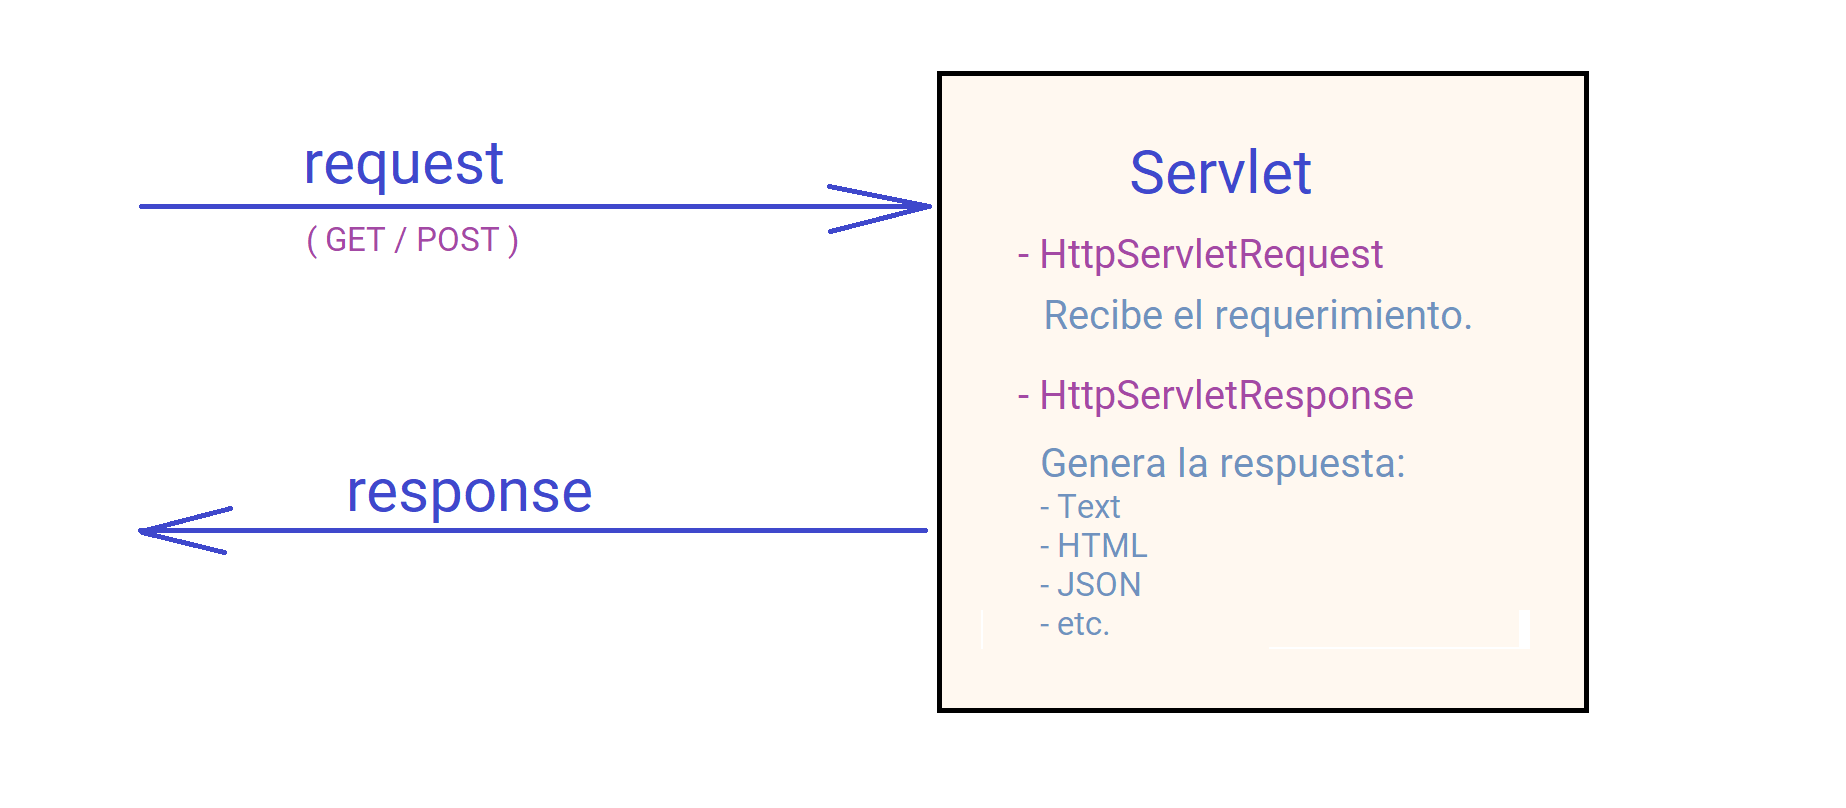 request
( GET / POST )
response
Servlet
- HttpServletRequest
Recibe el requerimiento.
- HttpServletResponse
Genera la respuesta:
- Text
- HTML
- JSON
- etc.